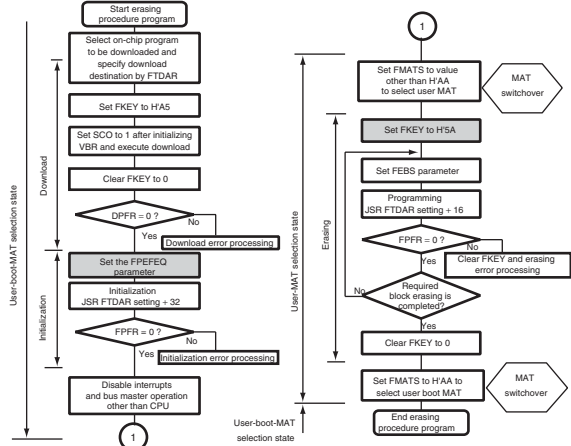 Start erasing
procedure program
Select on-chip program
to be downloaded and
specify download
destination by FTDAR
Set FKEY to H'A5
Set SCO to 1 after initializing
VBR and execute download
Clear FKEY to 0
DPFR = 0 ?
No
Yes
Download error processing
Set the FPEFEQ
parameter
Initialization
JSR FTDAR setting + 32
FPFR = 0 ?
No
Yes
Initialization error processing
Disable interrupts
and bus master operation
other than CPU
1
User-boot-MAT selection state
Download
Initialization
1
Set FMATS to value
other than H'AA
to select user MAT
MAT
switchover
Set FKEY to H'5A
Set FEBS parameter
Programming
JSR FTDAR setting + 16
FPFR = 0 ?
No
Yes
Clear FKEY and erasing
error processing
Required
block erasing is
completed?
No
Yes
Clear FKEY to 0
Set FMATS to H'AA to
select user boot MAT
MAT
switchover
End erasing
procedure program
User-MAT selection state
Erasing
User-boot-MAT
selection state